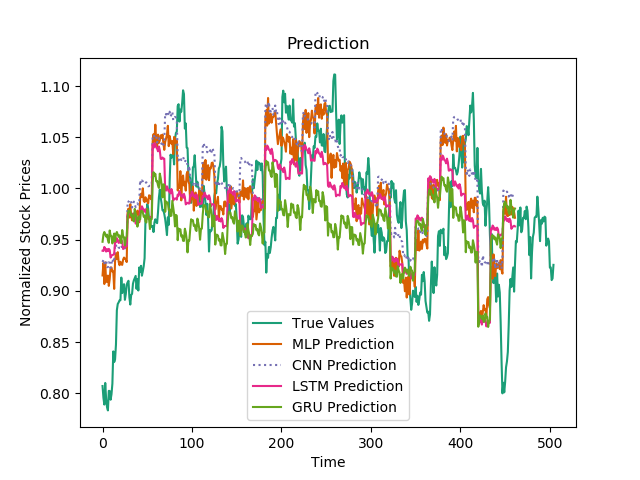 Prediction
Normalized Stock Prices
1.10
1.05
1.00
0.95
0.90
0.85
0.80
True Values
MLP Prediction
CNN Prediction
LSTM Prediction
GRU Prediction
0 100 200 300 400 500
Time